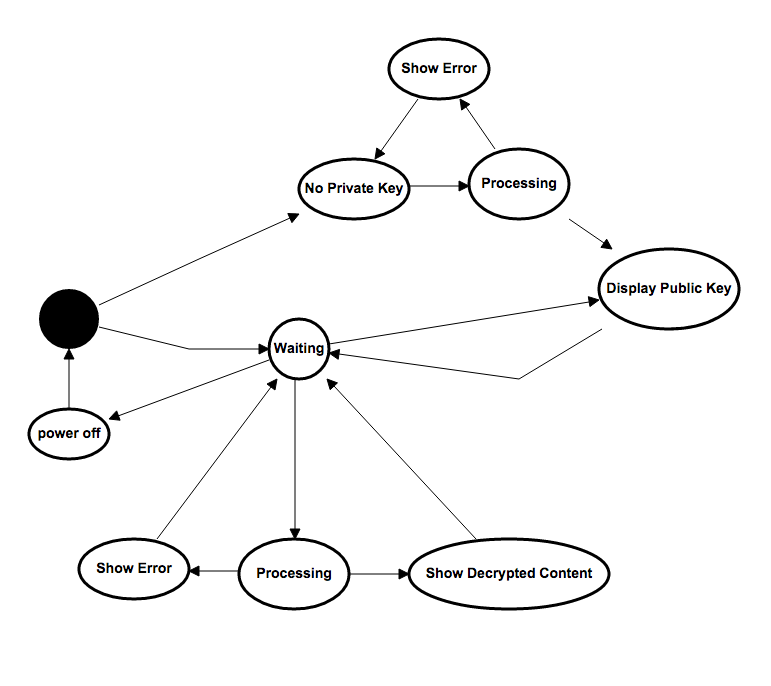 Show Error
No Private Key
Processing
Display Public Key
Waiting
power off
Show Error
Processing
Show Decrypted Content